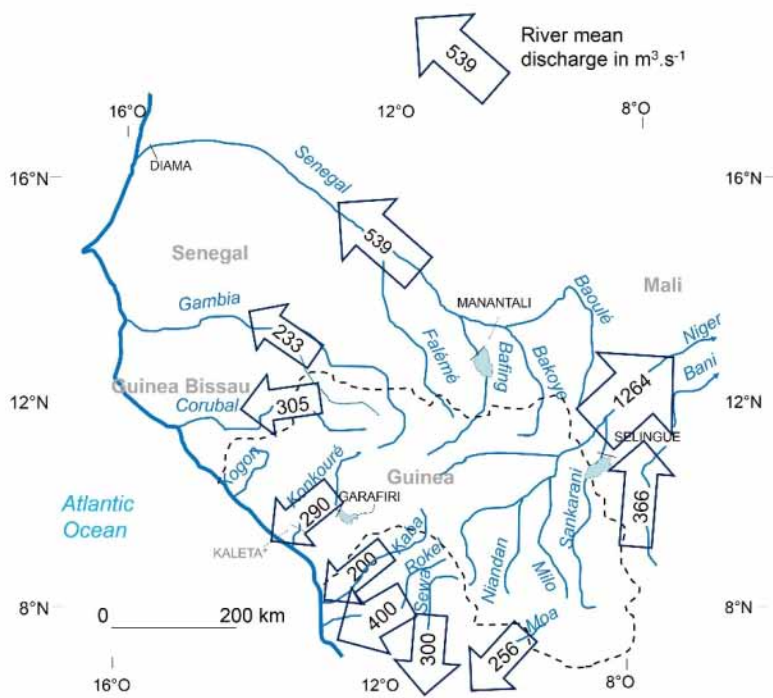 539
River mean
discharge in m³.s⁻¹
16°O
12°O
8°O
DIAMA
16°N
16°N
Senegal
Senegal
539
Mali
MANANTALI
Baoulé
Gambia
233
Falémé
Bafing
Bakoye
Niger
Bani
Guinea Bissau
305
1264
12°N
12°N
Corubal
SELINGUE
Kogon
Konkouré
Guinea
Sankarani
366
Atlantic
Ocean
290
GARAFIRI
KALETA
Kaba
200
Rokel
Niandan
Milo
8°N
0
200 km
400
Sewa
Moa
8°N
300
256
16°O
12°O
8°O